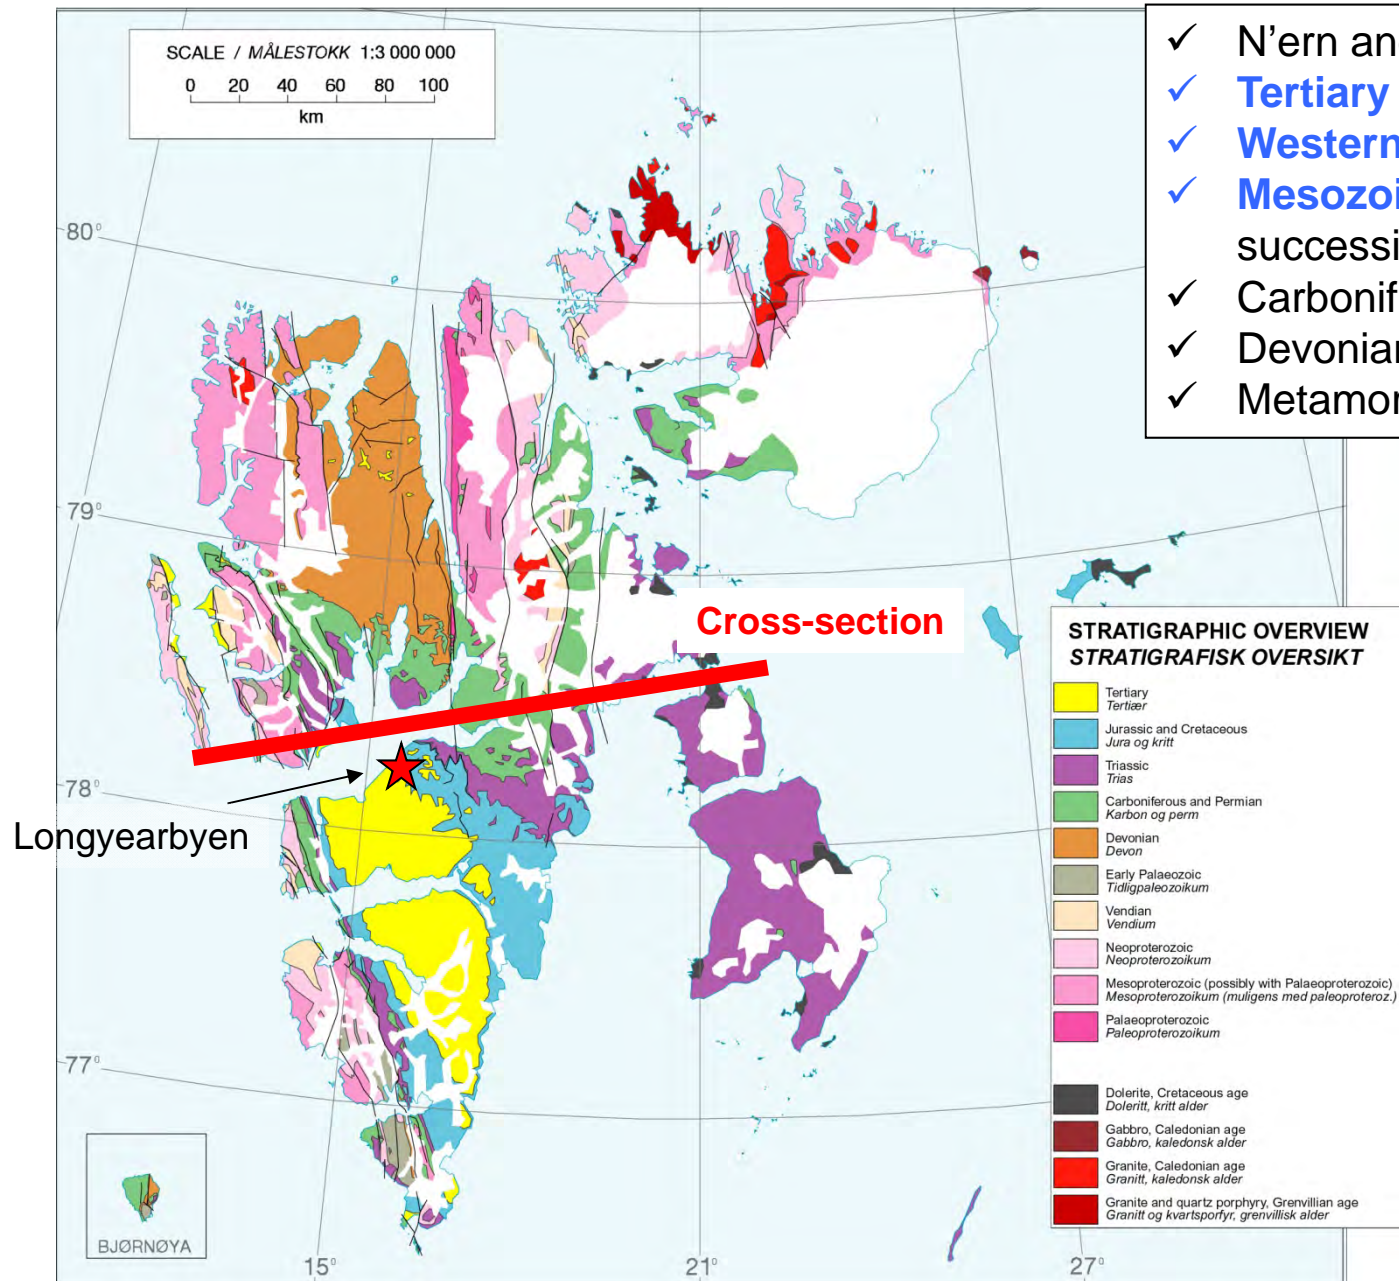 SCALE / MÅLESTOKK 1:3 000 000
0 20 40 60 80 100
km
✓ N’ern an
✓ Tertiary
✓ Western
✓ Mesozoi
successi
✓ Carbonif
✓ Devonian
✓ Metamor
80°
79°
78°
77°
Cross-section
Longyearbyen
STRATIGRAPHIC OVERVIEW
STRATIGRAFISK OVERSIKT
Tertiary
Tertiær
Jurassic and Cretaceous
Jura og kritt
Triassic
Trias
Carboniferous and Permian
Karbon og perm
Devonian
Devon
Early Palaeozoic
Tidligpaleozoikum
Vendian
Vendium
Neoproterozoic
Neoproterozoikum
Mesoproterozoic (possibly with Palaeoproterozoic)
Mesoproterozoikum (muligens med paleoproteroz.)
Palaeoproterozoic
Paleoproterozoikum
Dolerite, Cretaceous age
Doleritt, kritt alder
Gabbro, Caledonian age
Gabbro, kaledonsk alder
Granite, Caledonian age
Granitt, kaledonsk alder
Granite and quartz porphyry, Grenvillian age
Granitt og kvartsporfyr, grenvillisk alder
BJØRNØYA
15° 21° 27°